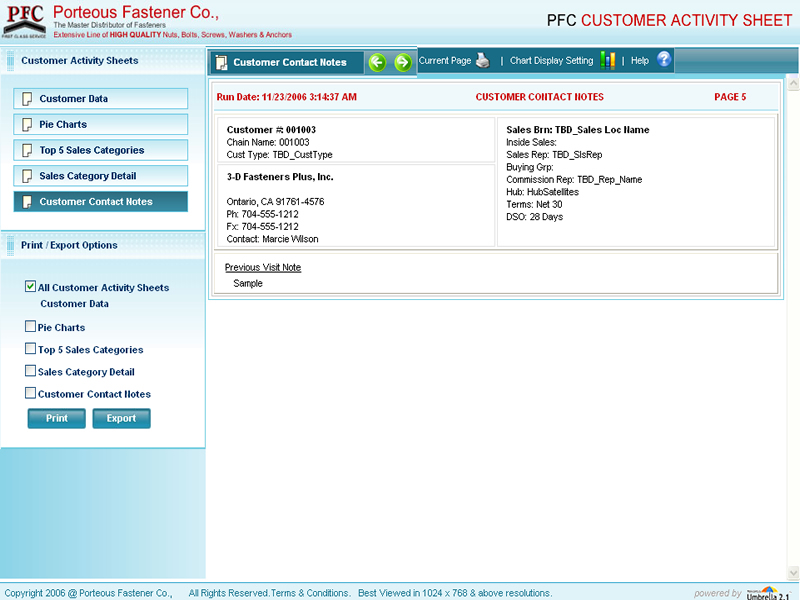 PFC
FIRST CLASS SERVICE
Porteous Fastener Co.,
The Master Distributor of Fasteners
Extensive Line of HIGH QUALITY Nuts, Bolts, Screws, Washers & Anchors
PFC CUSTOMER ACTIVITY SHEET
Customer Activity Sheets
Customer Data
Pie Charts
Top 5 Sales Categories
Sales Category Detail
Customer Contact Notes
Print / Export Options
All Customer Activity Sheets
Customer Data
Pie Charts
Top 5 Sales Categories
Sales Category Detail
Customer Contact Notes
Print Export
Customer Contact Notes Current Page | Chart Display Setting | Help
Run Date: 11/23/2006 3:14:37 AM CUSTOMER CONTACT NOTES PAGE 5
Customer #: 001003
Chain Name: 001003
Cust Type: TBD_CustType
3-D Fasteners Plus, Inc.
Ontario, CA 91761-4576
Ph: 704-555-1212
Fx: 704-555-1212
Contact: Marcie Wilson
Sales Brn: TBD_Sales Loc Name
Inside Sales:
Sales Rep: TBD_SlsRep
Buying Grp:
Commission Rep: TBD_Rep_Name
Hub: HubSatellites
Terms: Net 30
DSO: 28 Days
Previous Visit Note
Sample
Copyright 2006 @ Porteous Fastener Co., All Rights Reserved. Terms & Conditions. Best Viewed in 1024 x 768 & above resolutions.
powered by Umbrella 2.1